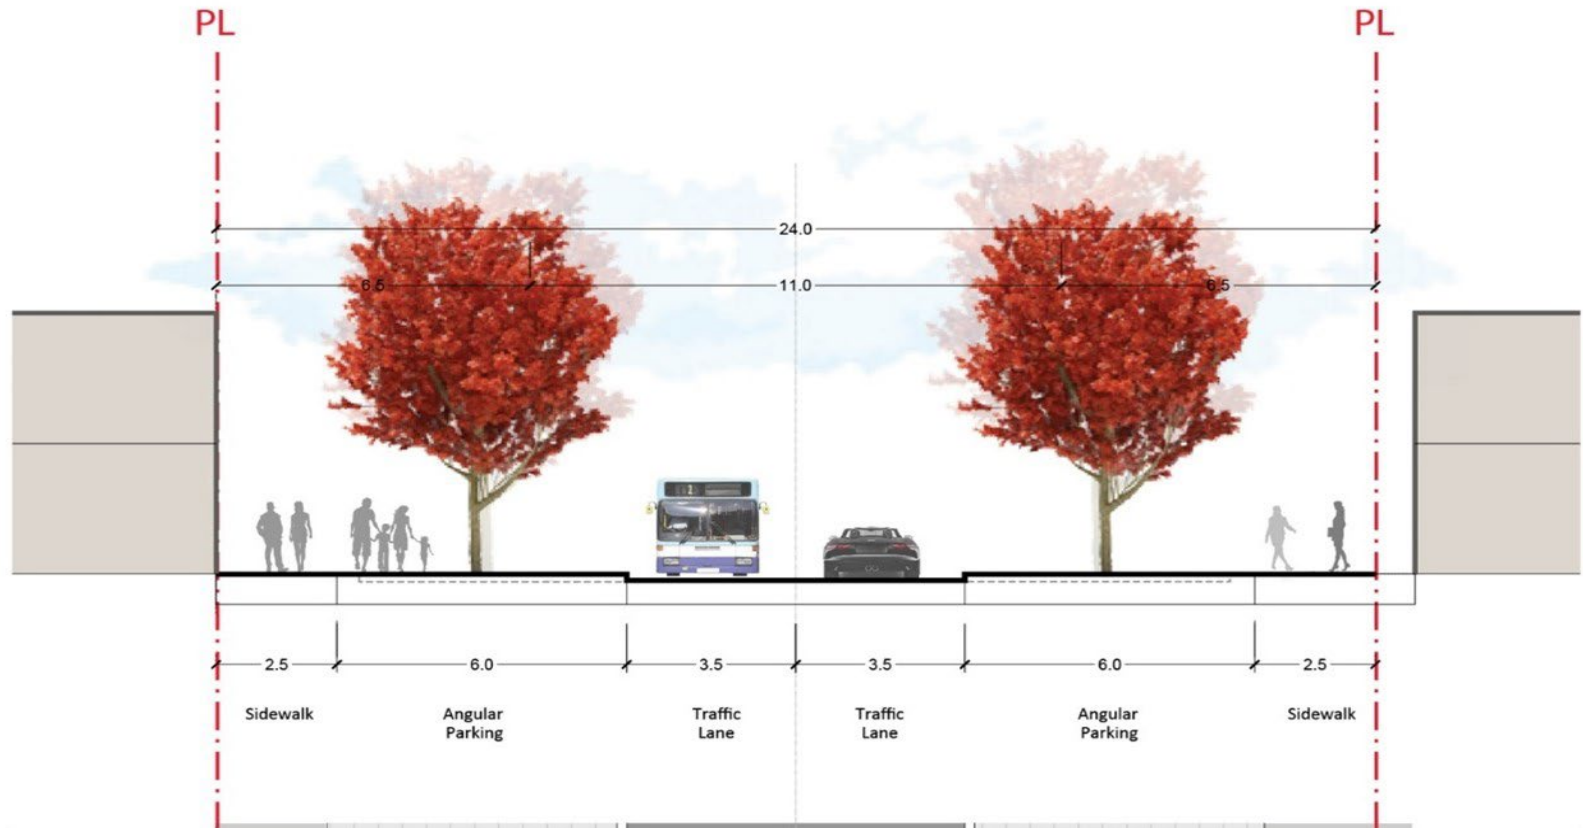 PL
PL
24.0
6.5
11.0
6.5
2.5
6.0
3.5
3.5
6.0
2.5
Sidewalk
Angular
Parking
Traffic
Lane
Traffic
Lane
Angular
Parking
Sidewalk